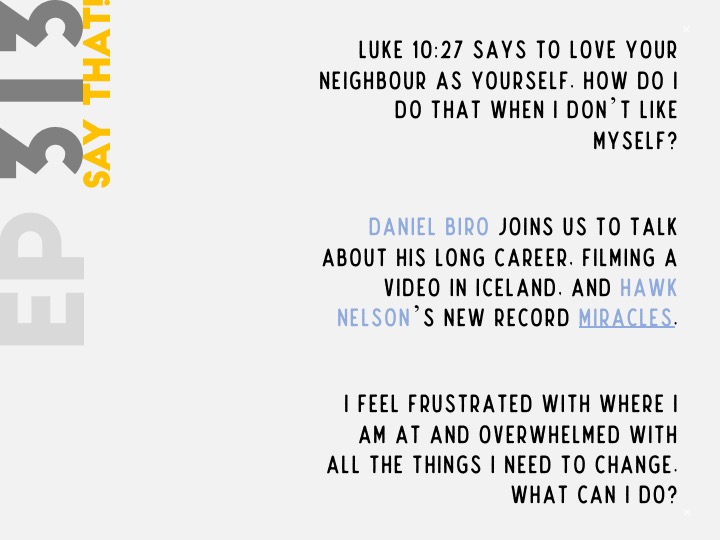 EP 313
SAY THAT!
LUKE 10:27 SAYS TO LOVE YOUR
NEIGHBOUR AS YOURSELF. HOW DO I
DO THAT WHEN I DON'T LIKE
MYSELF?
DANIEL BIRO JOINS US TO TALK
ABOUT HIS LONG CAREER, FILMING A
VIDEO IN ICELAND, AND HAWK
NELSON'S NEW RECORD MIRACLES.
I FEEL FRUSTRATED WITH WHERE I
AM AT AND OVERWHELMED WITH
ALL THE THINGS I NEED TO CHANGE.
WHAT CAN I DO?